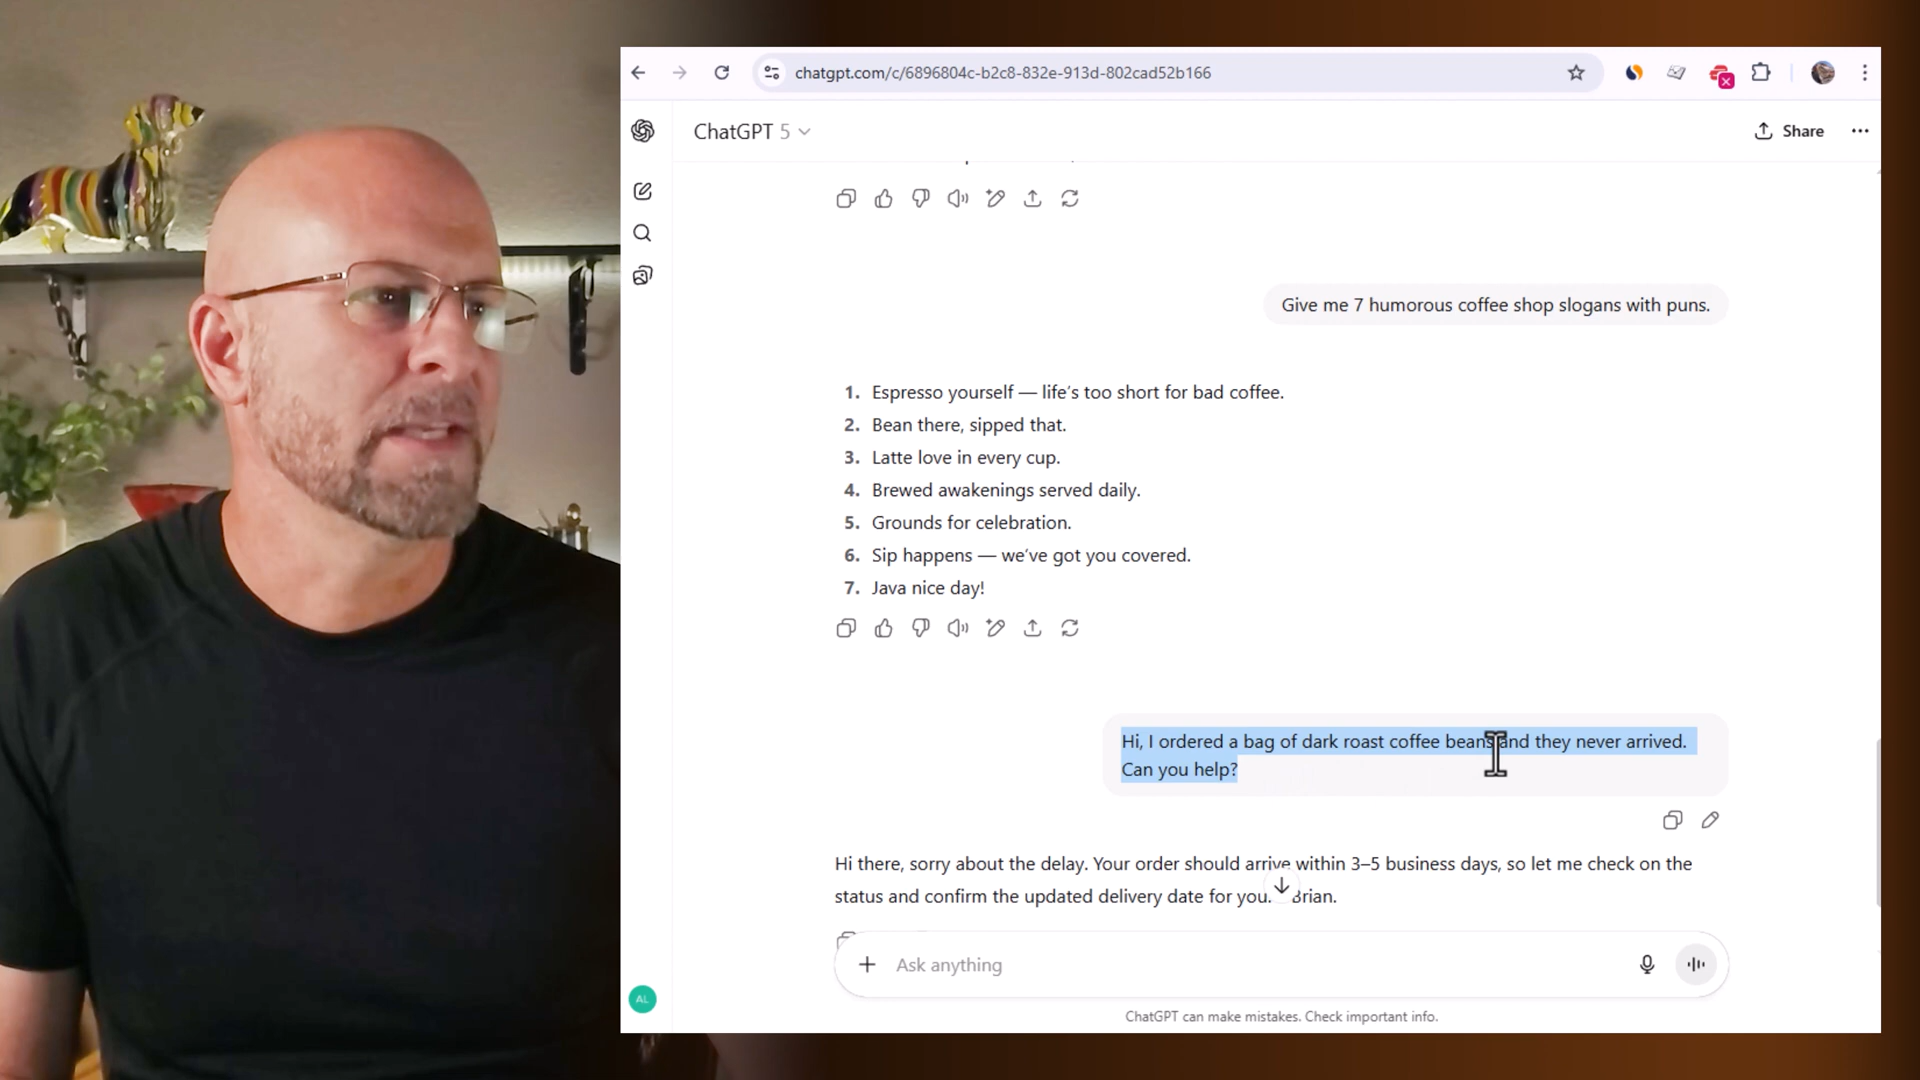 chatgpt.com/c/6896804c-b2c8-832e-913d-802cad52b166
ChatGPT 5
Share
Give me 7 humorous coffee shop slogans with puns.
1. Espresso yourself — life's too short for bad coffee.
2. Bean there, sipped that.
3. Latte love in every cup.
4. Brewed awakenings served daily.
5. Grounds for celebration.
6. Sip happens — we've got you covered.
7. Java nice day!
Hi, I ordered a bag of dark roast coffee beans and they never arrived.
Can you help?
Hi there, sorry about the delay. Your order should arrive within 3–5 business days, so let me check on the
status and confirm the updated delivery date for you. Brian.
Ask anything
AL
ChatGPT can make mistakes. Check important info.